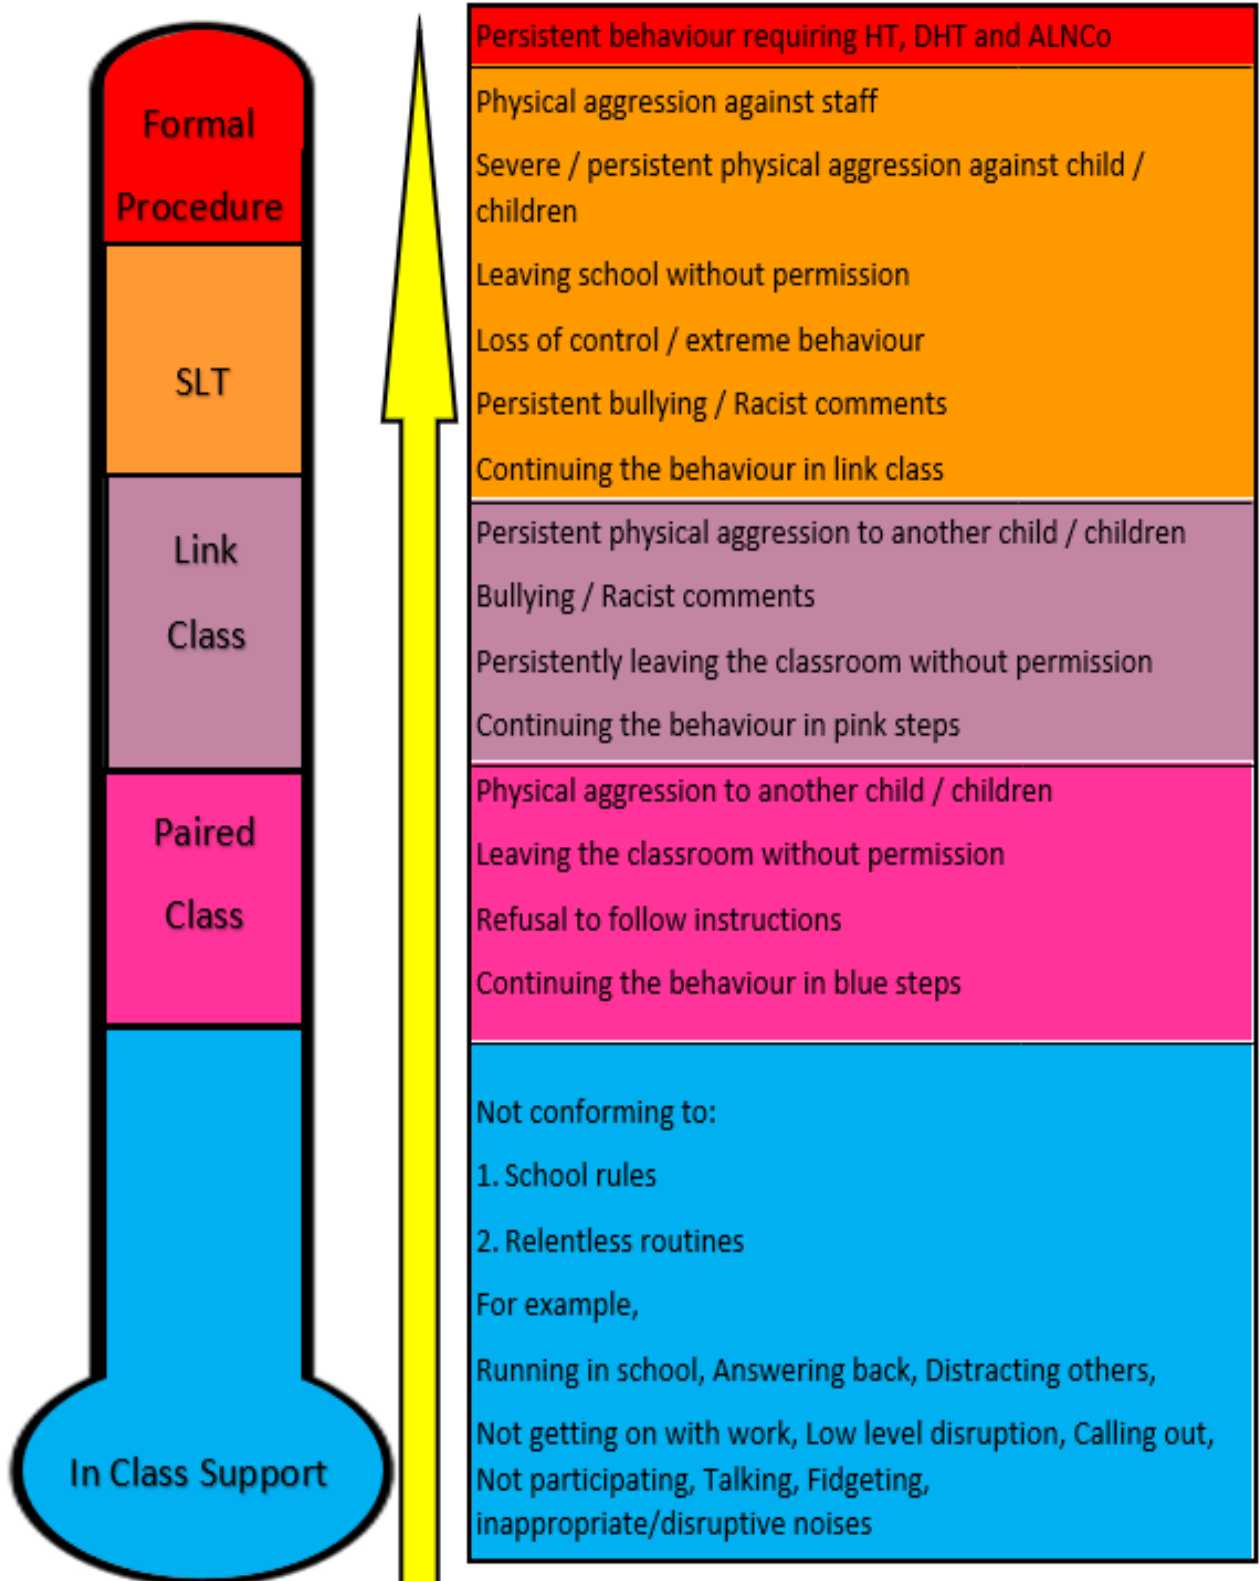 Formal
Procedure
SLT
Link
Class
Paired
Class
In Class Support
Persistent behaviour requiring HT, DHT and ALNCo
Physical aggression against staff
Severe / persistent physical aggression against child /
children
Leaving school without permission
Loss of control / extreme behaviour
Persistent bullying / Racist comments
Continuing the behaviour in link class
Persistent physical aggression to another child / children
Bullying / Racist comments
Persistently leaving the classroom without permission
Continuing the behaviour in pink steps
Physical aggression to another child / children
Leaving the classroom without permission
Refusal to follow instructions
Continuing the behaviour in blue steps
Not conforming to:
1. School rules
2. Relentless routines
For example,
Running in school, Answering back, Distracting others,
Not getting on with work, Low level disruption, Calling out,
Not participating, Talking, Fidgeting,
inappropriate/disruptive noises